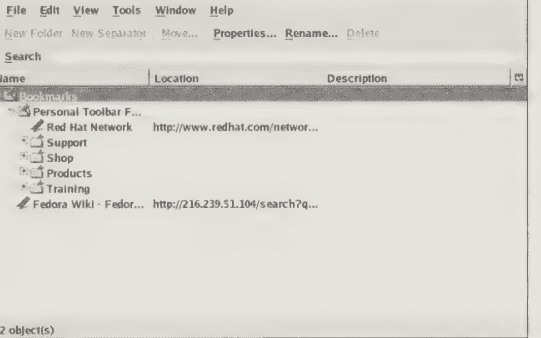 File Edit View Tools Window Help
New Folder New Separator Move... Properties... Rename... Delete
Search
Name Location Description
Bookmarks
Personal Toolbar F...
Red Hat Network http://www.redhat.com/networ...
Support
Shop
Products
Training
Fedora Wiki - Fedor... http://216.239.51.104/search?q...
2 object(s)